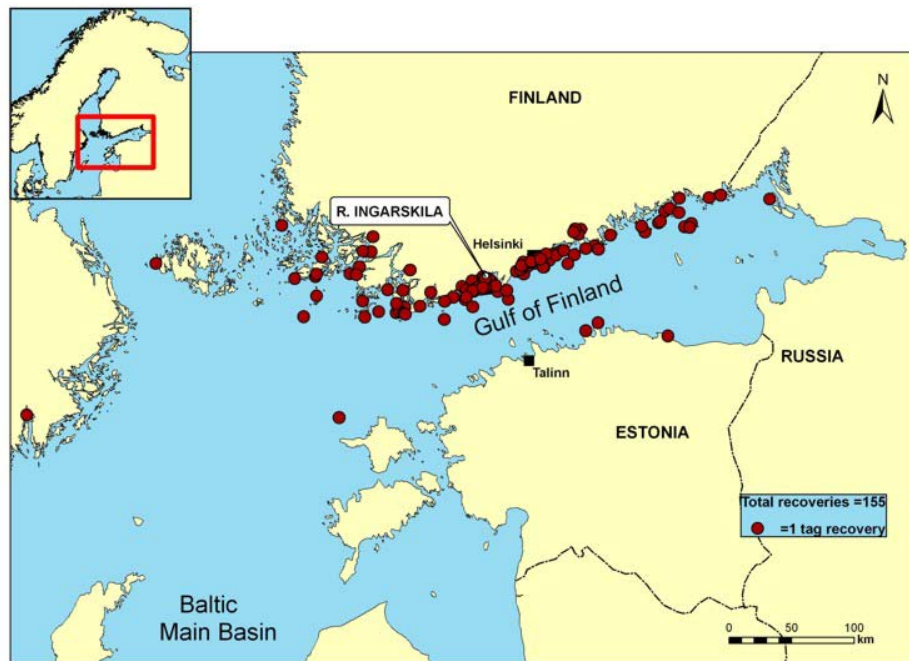 N
FINLAND
R. INGARSKILA
Helsinki
Gulf of Finland
Talinn
RUSSIA
ESTONIA
Total recoveries =155
=1 tag recovery
Baltic
Main Basin
0 50 100
km